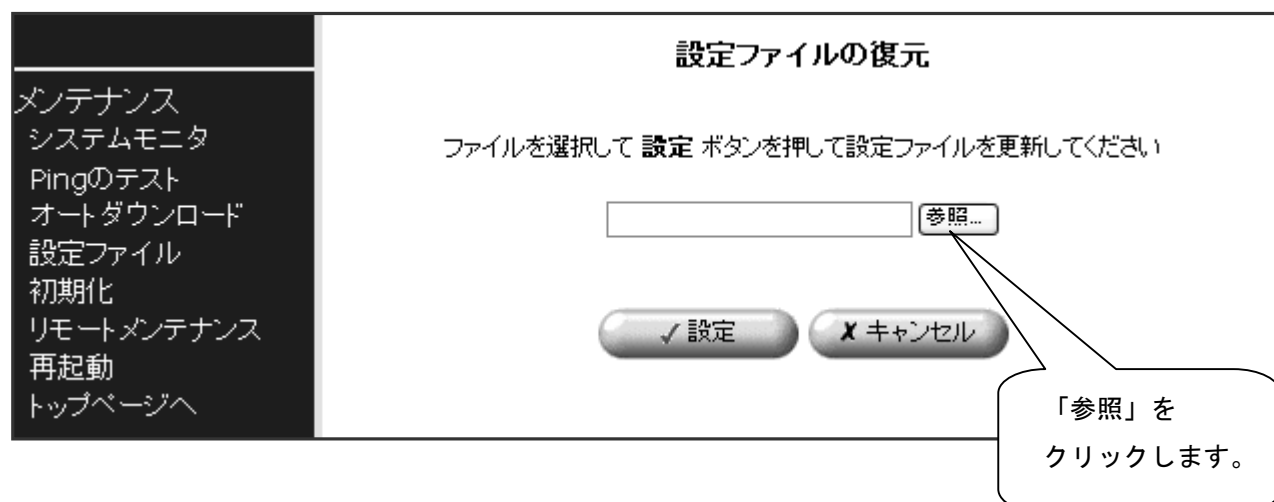 メンテナンス
システムモニタ
Pingのテスト
オートダウンロード
設定ファイル
初期化
リモートメンテナンス
再起動
トップページへ
設定ファイルの復元
ファイルを選択して 設定 ボタンを押して設定ファイルを更新してください
参照...
✓設定
✗キャンセル
「参照」を
クリックします。